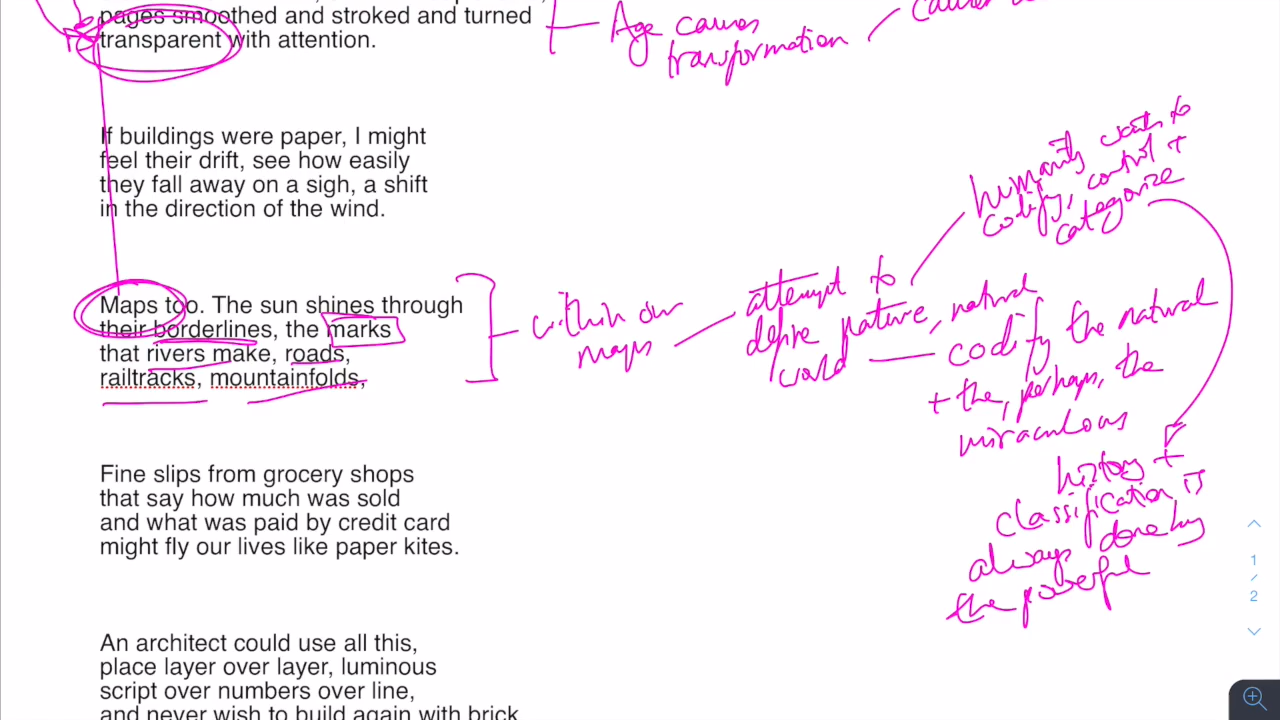 pages smoothed and stroked and turned
transparent with attention.
Age causes
transformation
If buildings were paper, I might
feel their drift, see how easily
they fall away on a sigh, a shift
in the direction of the wind.
humanity wants to
codify, control +
categorize
Maps too. The sun shines through
their borderlines, the marks
that rivers make, roads,
railtracks, mountainfolds,
within our
maps
attempt to
define nature, natural
world
codify the natural
+ the, perhaps, the
miraculous
history +
classification is
always done by
the powerful
Fine slips from grocery shops
that say how much was sold
and what was paid by credit card
might fly our lives like paper kites.
1
/
2
An architect could use all this,
place layer over layer, luminous
script over numbers over line,
and never wish to build again with brick